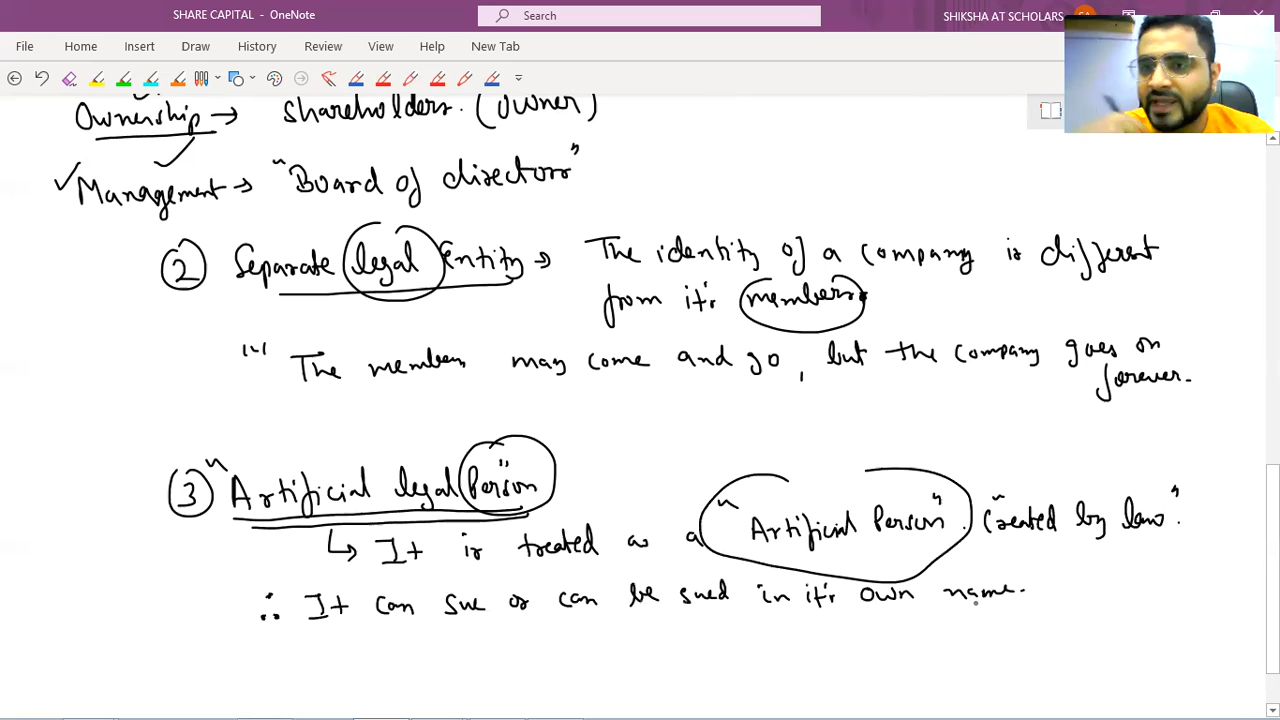 SHARE CAPITAL - OneNote
Search
SHIKSHA AT SCHOLARS
File Home Insert Draw History Review View Help New Tab
Ownership → Shareholders. (Owner)
✓ Management → "Board of directors"
② Separate legal Entity → The identity of a company is different
from it's members.
The members may come and go, but the company goes on
forever.
③ "Artificial legal Person"
↳ It is treated as a "Artificial Person". Created by law".
∴ It can sue or can be sued in it's own name.